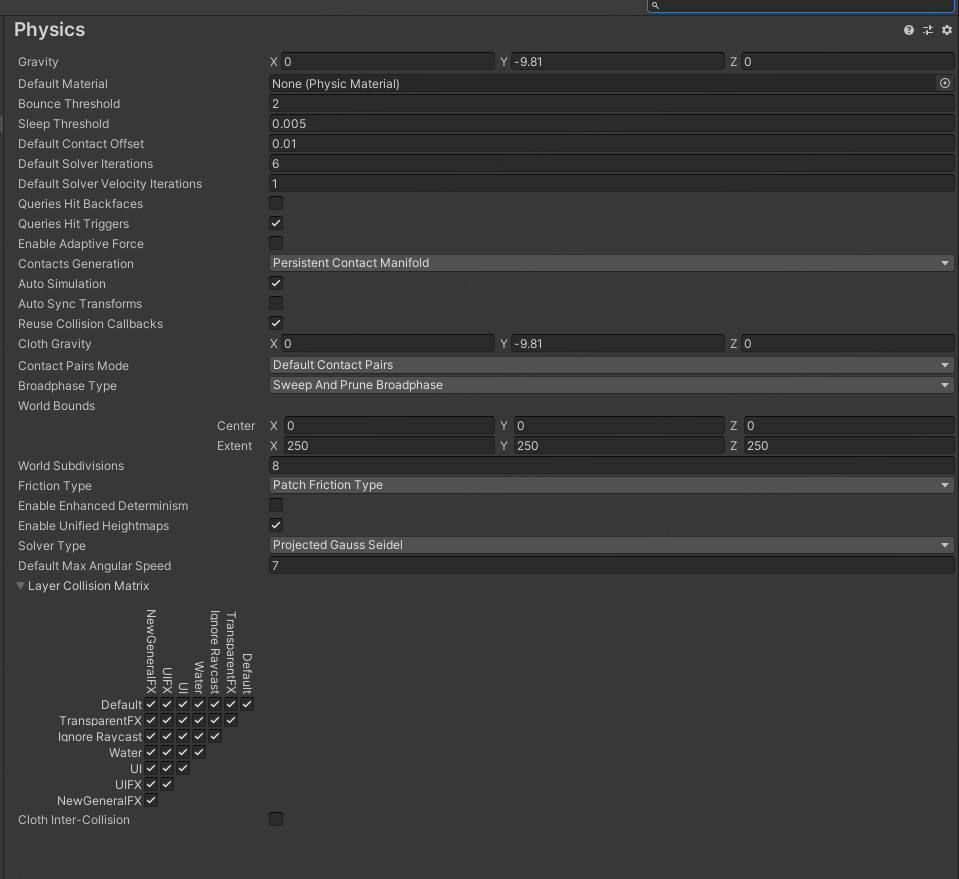 Physics
Gravity X 0 Y -9.81 Z 0
Default Material None (Physic Material)
Bounce Threshold 2
Sleep Threshold 0.005
Default Contact Offset 0.01
Default Solver Iterations 6
Default Solver Velocity Iterations 1
Queries Hit Backfaces
Queries Hit Triggers
Enable Adaptive Force
Contacts Generation Persistent Contact Manifold
Auto Simulation
Auto Sync Transforms
Reuse Collision Callbacks
Cloth Gravity X 0 Y -9.81 Z 0
Contact Pairs Mode Default Contact Pairs
Broadphase Type Sweep And Prune Broadphase
World Bounds
Center X 0 Y 0 Z 0
Extent X 250 Y 250 Z 250
World Subdivisions 8
Friction Type Patch Friction Type
Enable Enhanced Determinism
Enable Unified Heightmaps
Solver Type Projected Gauss Seidel
Default Max Angular Speed 7
Layer Collision Matrix
NewGeneralFX
UIFX
UI
Water
Ignore Raycast
TransparentFX
Default
Default
TransparentFX
Ignore Raycast
Water
UI
UIFX
NewGeneralFX
Cloth Inter-Collision